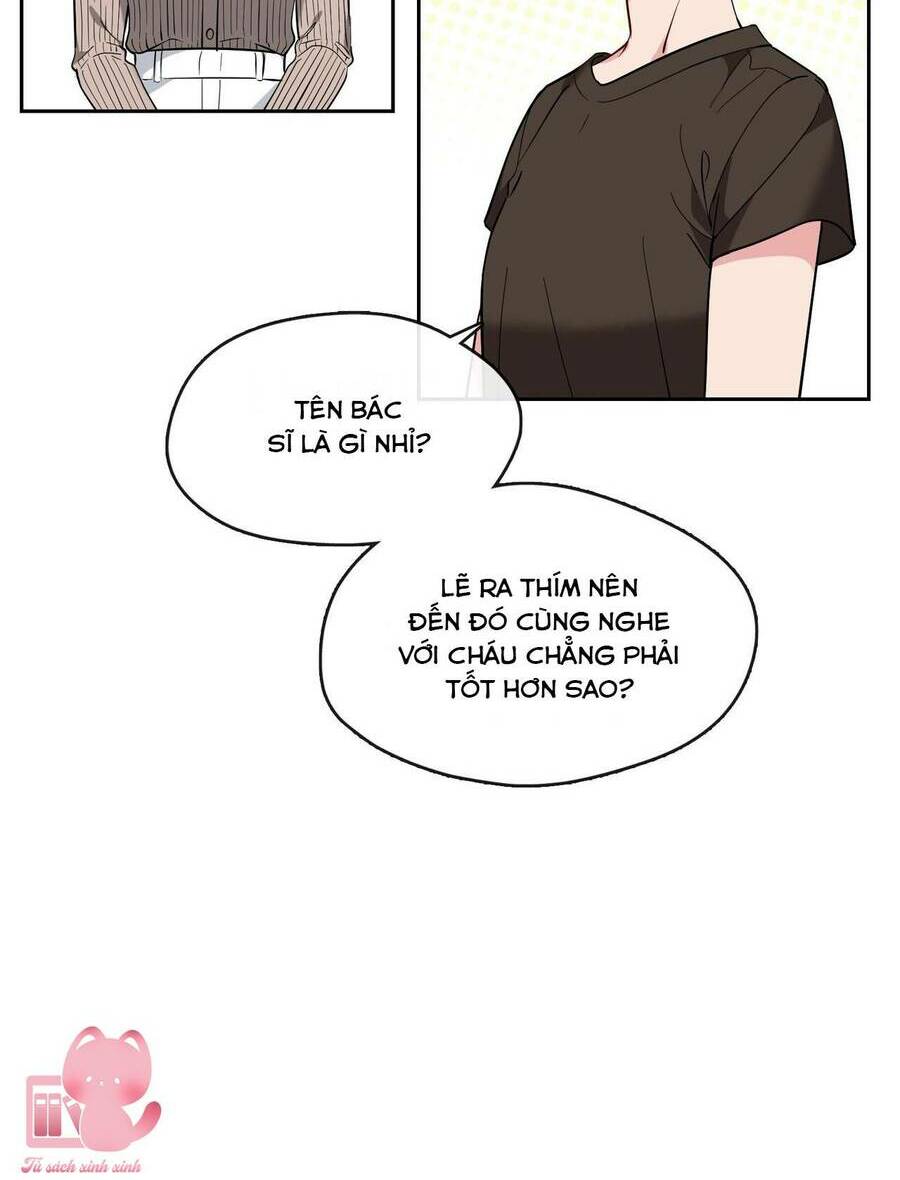 TÊN BÁC
SĨ LÀ GÌ NHỈ?
LẼ RA THÍM NÊN
ĐẾN ĐÓ CÙNG NGHE
VỚI CHÁU CHẲNG PHẢI
TỐT HƠN SAO?
Tủ sách xinh xinh